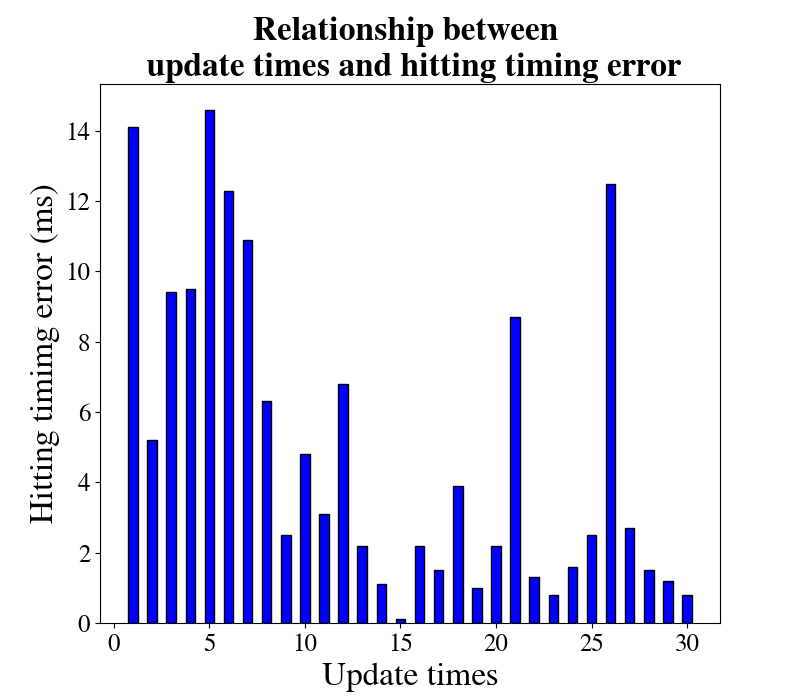 Relationship between
update times and hitting timing error
Hitting timimg error (ms)
14
12
10
8
6
4
2
0
0 5 10 15 20 25 30
Update times